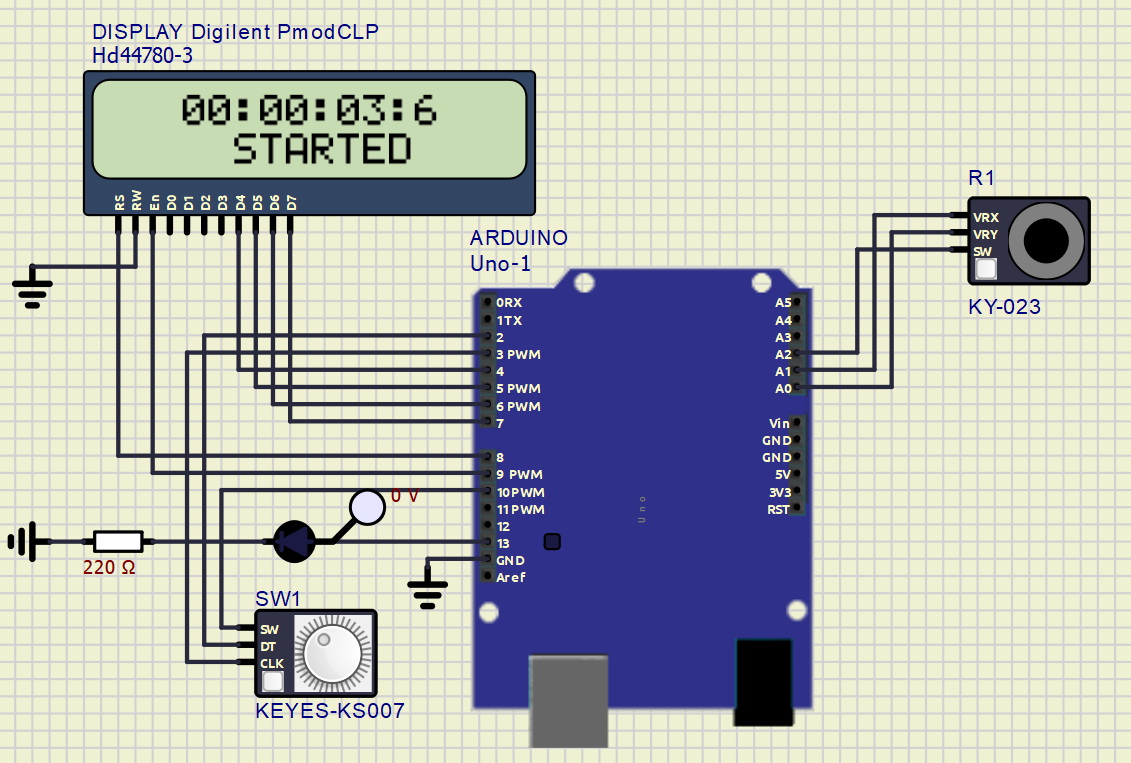 DISPLAY Digilent PmodCLP
Hd44780-3
00:00:03:6
STARTED
RS RW En D0 D1 D2 D3 D4 D5 D6 D7
R1
VRX
VRY
SW
KY-023
ARDUINO
Uno-1
0RX
1TX
2
3 PWM
4
5 PWM
6 PWM
7
8
9 PWM
10PWM
11PWM
12
13
GND
Aref
A5
A4
A3
A2
A1
A0
Vin
GND
GND
5V
3V3
RST
Uno
0 V
220 Ω
SW1
SW
DT
CLK
KEYES-KS007